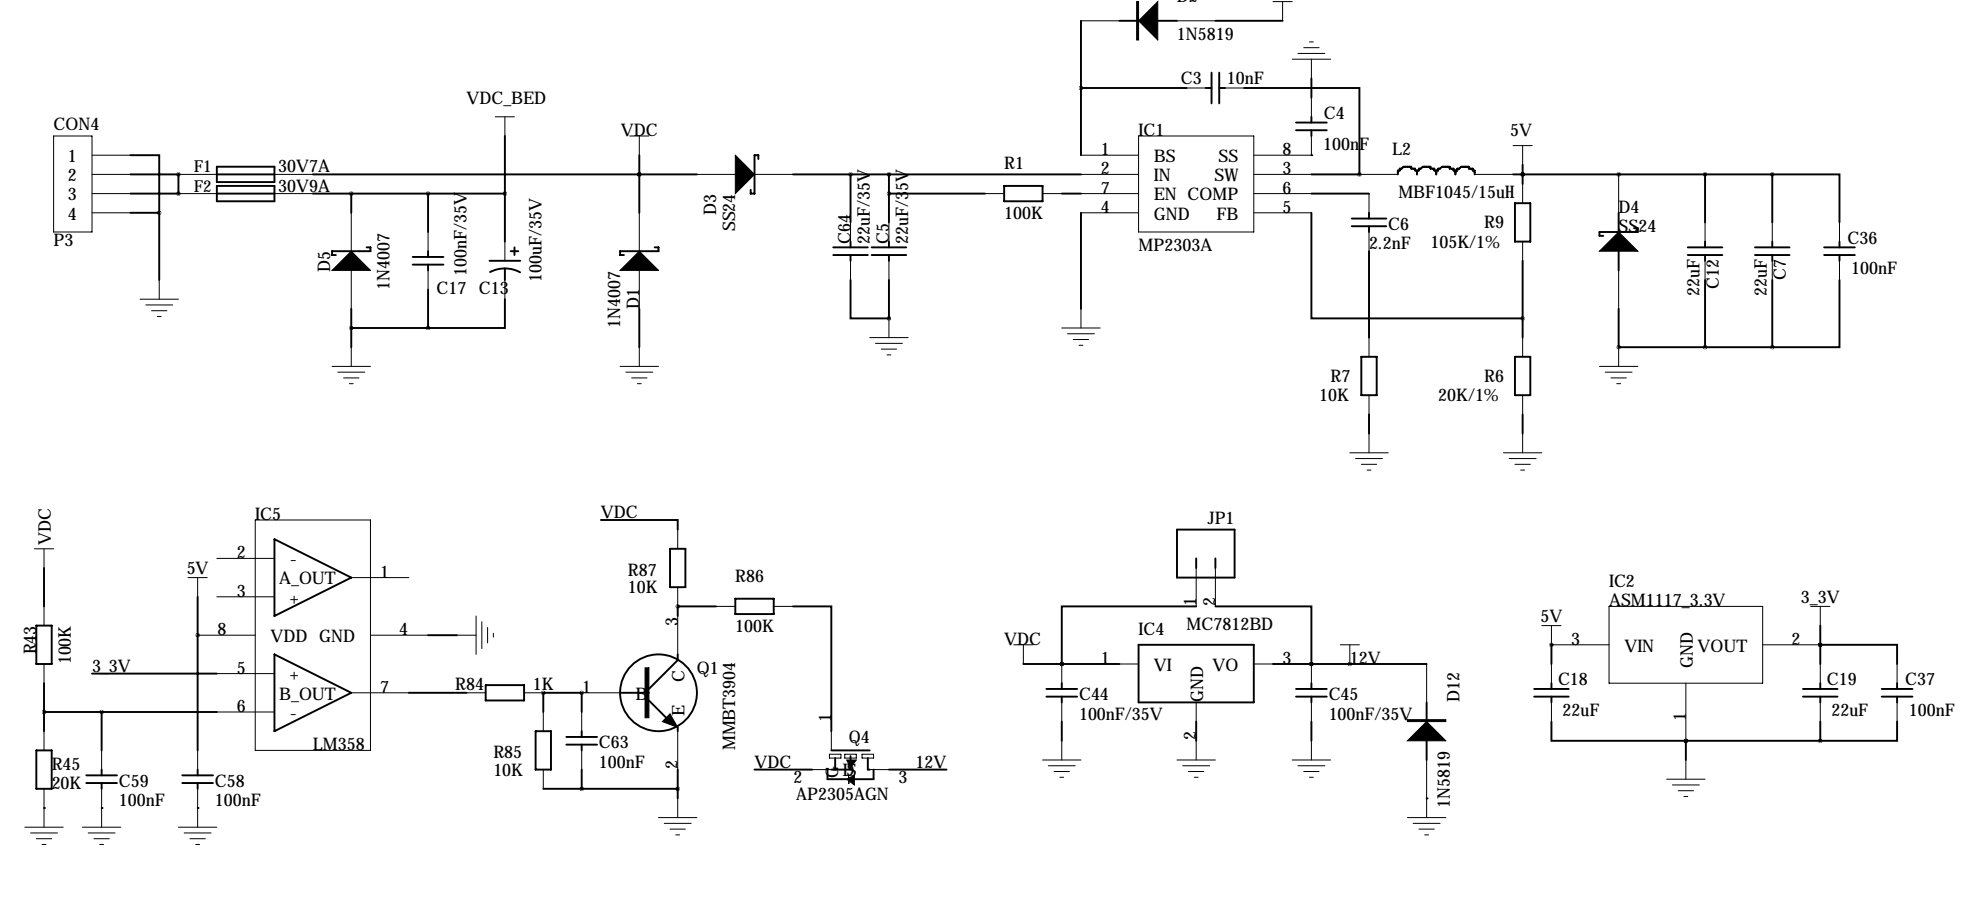 1N5819
C3 10nF
VDC_BED
CON4
VDC
C4
100nF
IC1
5V
1
2
3
4
P3
F1 30V7A
F2 30V9A
D3
SS24
R1
100K
1 BS SS 8
2 IN SW 3
7 EN COMP 6
4 GND FB 5
MP2303A
L2
MBF1045/15uH
D5
1N4007
C17
100nF/35V
C13
+
100uF/35V
1N4007
D1
C64
22uF/35V
C5
22uF/35V
C6
2.2nF
R9
105K/1%
D4
SS24
22uF
C12
22uF
C7
C36
100nF
R7
10K
R6
20K/1%
VDC
IC5
5V
2 -
A_OUT 1
3 +
8 VDD GND 4
3_3V
5 +
B_OUT 7
6 -
LM358
R43
100K
R45
20K
C59
100nF
C58
100nF
VDC
R87
10K
R86
100K
R84 1K
1
B
3
C
E
2
Q1
MMBT3904
R85
10K
C63
100nF
1
Q4
VDC 2
3 12V
AP2305AGN
JP1
1
2
MC7812BD
IC4
VDC
1 VI VO 3
GND
2
12V
C44
100nF/35V
C45
100nF/35V
D12
1N5819
IC2
ASM1117_3.3V
5V
3 VIN GND VOUT 2
1
3_3V
C18
22uF
C19
22uF
C37
100nF